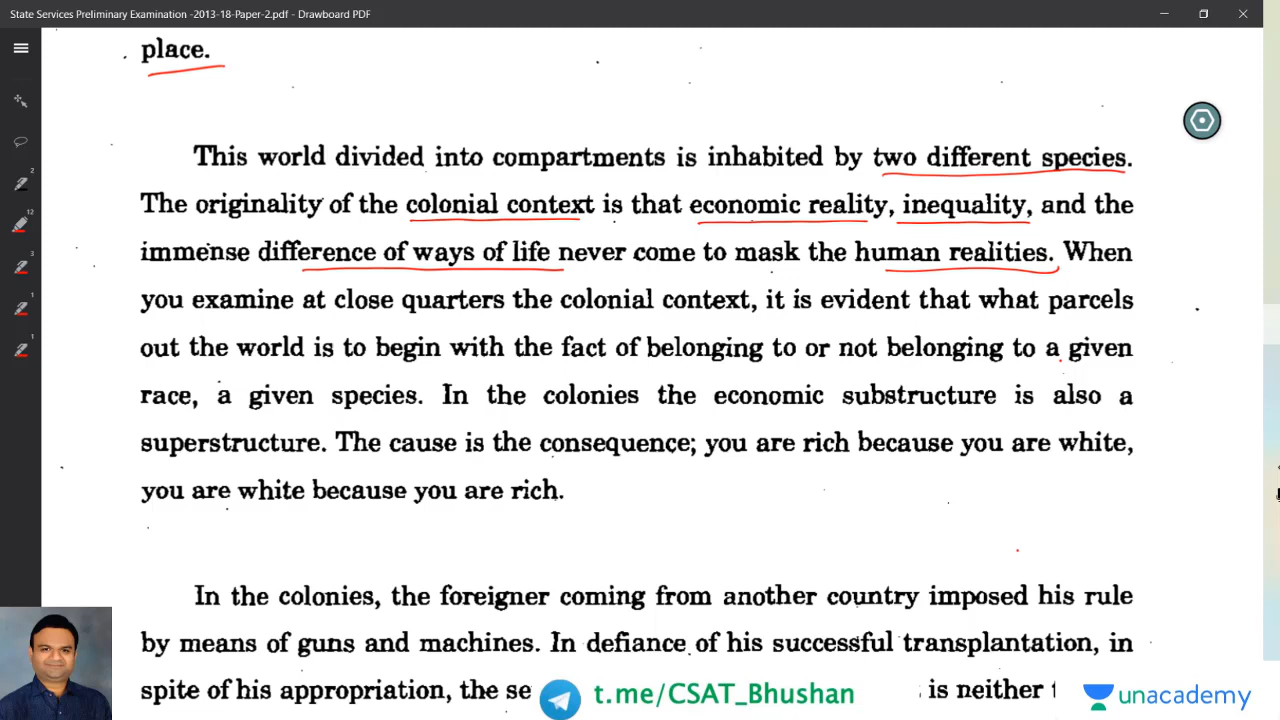 State Services Preliminary Examination -2013-18-Paper-2.pdf - Drawboard PDF
place.
This world divided into compartments is inhabited by two different species.
The originality of the colonial context is that economic reality, inequality, and the
immense difference of ways of life never come to mask the human realities. When
you examine at close quarters the colonial context, it is evident that what parcels
out the world is to begin with the fact of belonging to or not belonging to a given
race, a given species. In the colonies the economic substructure is also a
superstructure. The cause is the consequence; you are rich because you are white,
you are white because you are rich.
In the colonies, the foreigner coming from another country imposed his rule
by means of guns and machines. In defiance of his successful transplantation, in
spite of his appropriation, the se is neither
t.me/CSAT_Bhushan
unacademy
2
12
3
1
1